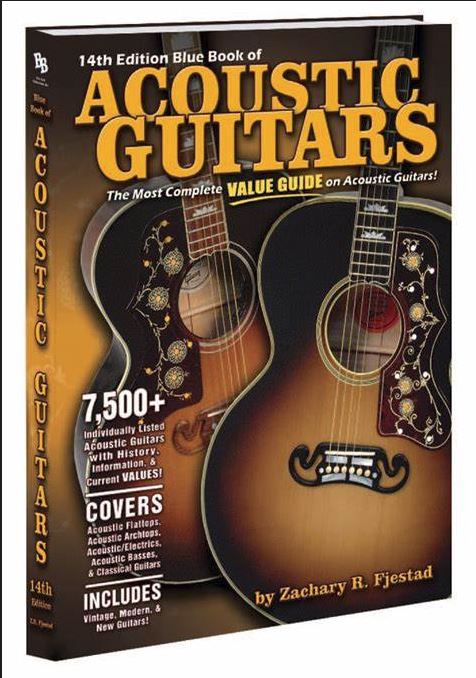 14th Edition Blue Book of
ACOUSTIC
GUITARS
The Most Complete VALUE GUIDE on Acoustic Guitars!
7,500+
Individually Listed
Acoustic Guitars
with History,
Information, &
Current VALUES!
COVERS
Acoustic Flattops,
Acoustic Archtops,
Acoustic/Electrics,
Acoustic Basses,
& Classical Guitars
INCLUDES
Vintage, Modern, &
New Guitars!
by Zachary R. Fjestad
BB
Blue
Book of
ACOUSTIC GUITARS
14th
Edition
Z.R. Fjestad